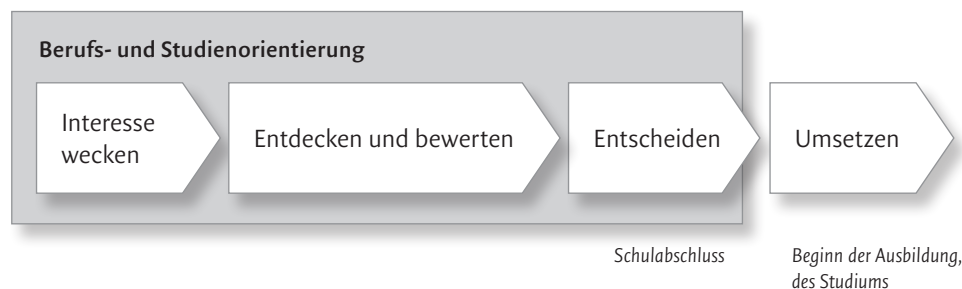 Berufs- und Studienorientierung
Interesse
wecken
Entdecken und bewerten
Entscheiden
Umsetzen
Schulabschluss
Beginn der Ausbildung,
des Studiums